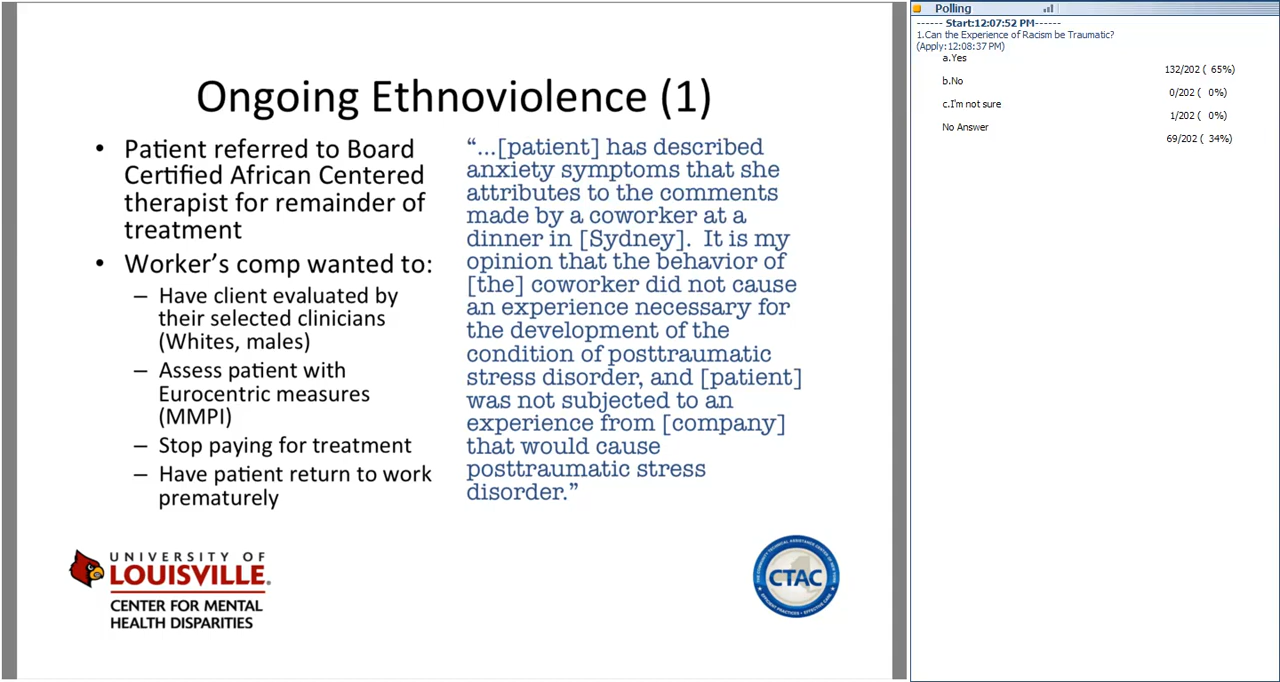 Ongoing Ethnoviolence (1)
• Patient referred to Board
Certified African Centered
therapist for remainder of
treatment
• Worker's comp wanted to:
– Have client evaluated by
their selected clinicians
(Whites, males)
– Assess patient with
Eurocentric measures
(MMPI)
– Stop paying for treatment
– Have patient return to work
prematurely
“…[patient] has described
anxiety symptoms that she
attributes to the comments
made by a coworker at a
dinner in [Sydney]. It is my
opinion that the behavior of
[the] coworker did not cause
an experience necessary for
the development of the
condition of posttraumatic
stress disorder, and [patient]
was not subjected to an
experience from [company]
that would cause
posttraumatic stress
disorder.”
UNIVERSITY OF
LOUISVILLE.
CENTER FOR MENTAL
HEALTH DISPARITIES
CTAC
Polling
------ Start:12:07:52 PM------
1.Can the Experience of Racism be Traumatic?
(Apply:12:08:37 PM)
a.Yes
132/202 ( 65%)
b.No
0/202 ( 0%)
c.I'm not sure
1/202 ( 0%)
No Answer
69/202 ( 34%)